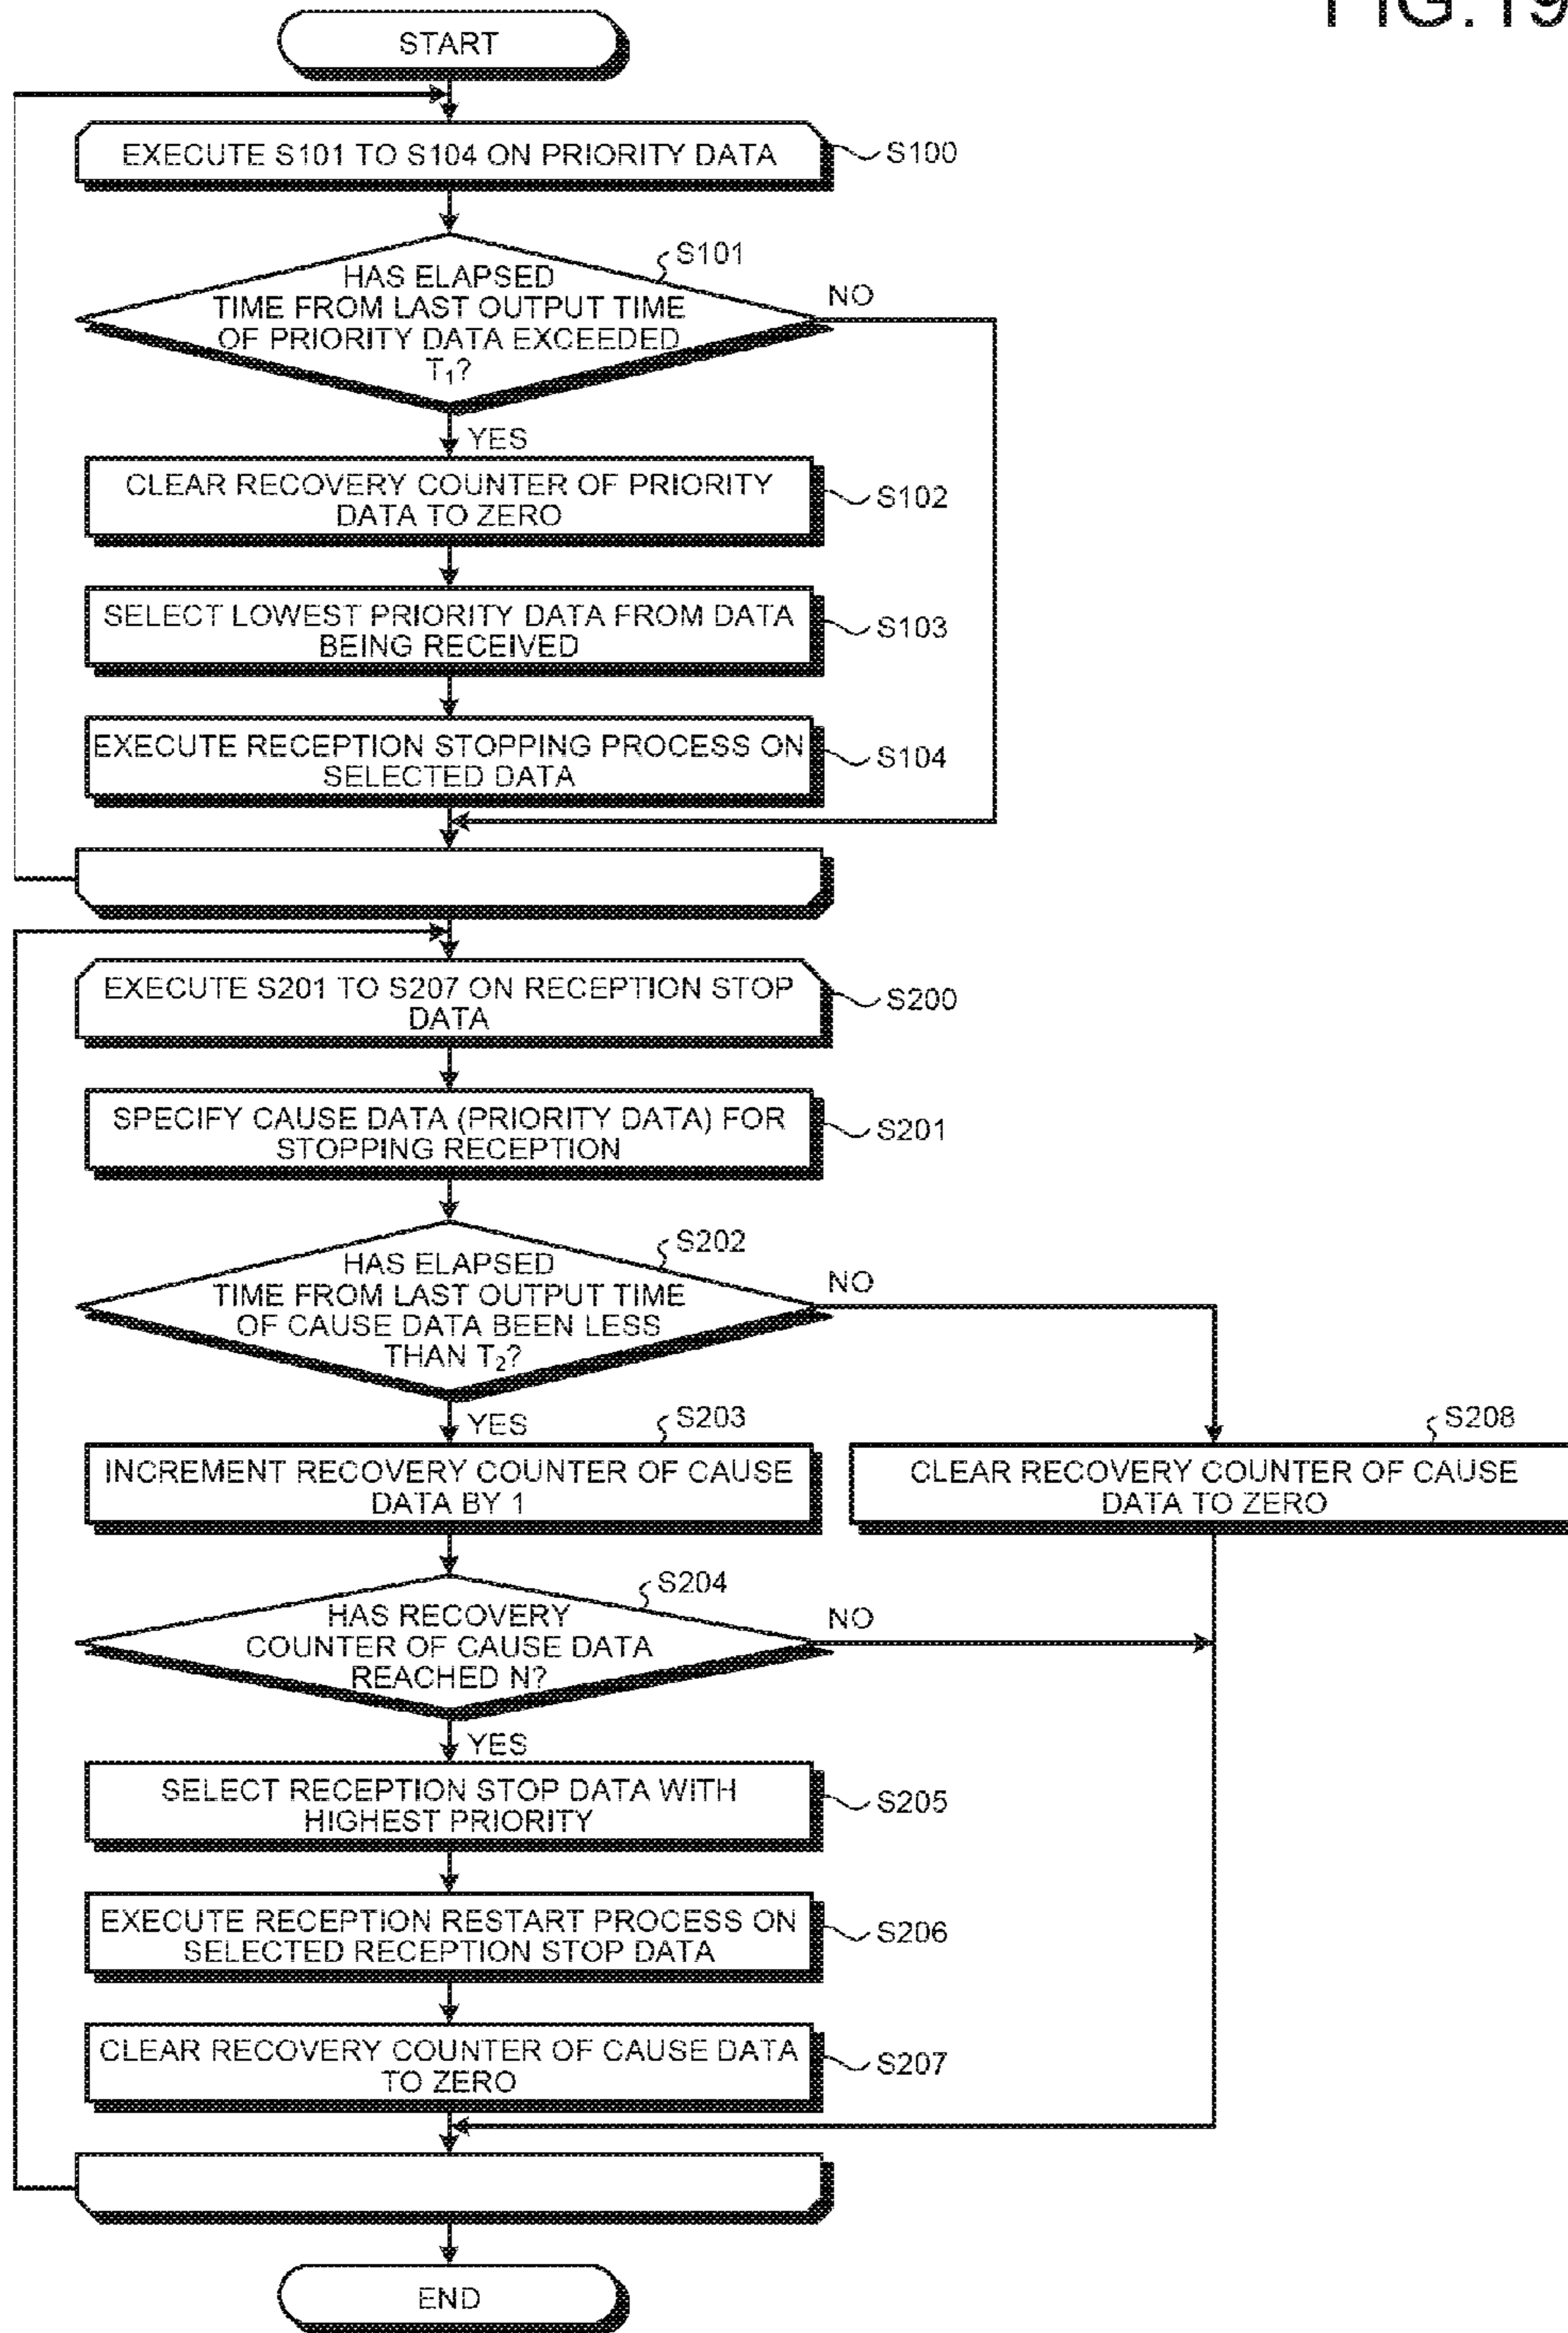 FIG.19
START
EXECUTE S101 TO S104 ON PRIORITY DATA
S100
S101
HAS ELAPSED
TIME FROM LAST OUTPUT TIME
OF PRIORITY DATA EXCEEDED
T₁?
NO
YES
CLEAR RECOVERY COUNTER OF PRIORITY
DATA TO ZERO
S102
SELECT LOWEST PRIORITY DATA FROM DATA
BEING RECEIVED
S103
EXECUTE RECEPTION STOPPING PROCESS ON
SELECTED DATA
S104
EXECUTE S201 TO S207 ON RECEPTION STOP
DATA
S200
SPECIFY CAUSE DATA (PRIORITY DATA) FOR
STOPPING RECEPTION
S201
S202
HAS ELAPSED
TIME FROM LAST OUTPUT TIME
OF CAUSE DATA BEEN LESS
THAN T₂?
NO
YES
S203
INCREMENT RECOVERY COUNTER OF CAUSE
DATA BY 1
S208
CLEAR RECOVERY COUNTER OF CAUSE
DATA TO ZERO
S204
HAS RECOVERY
COUNTER OF CAUSE DATA
REACHED N?
NO
YES
SELECT RECEPTION STOP DATA WITH
HIGHEST PRIORITY
S205
EXECUTE RECEPTION RESTART PROCESS ON
SELECTED RECEPTION STOP DATA
S206
CLEAR RECOVERY COUNTER OF CAUSE DATA
TO ZERO
S207
END